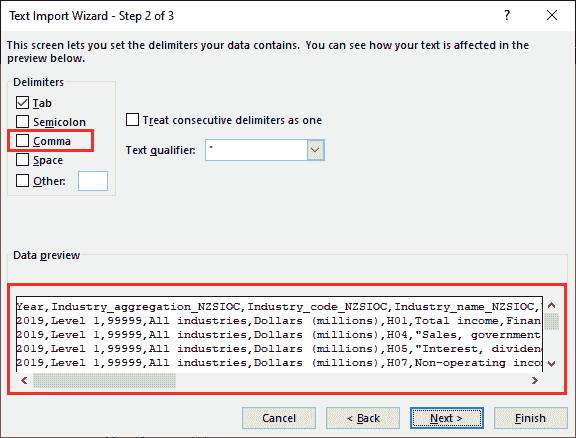 Text Import Wizard - Step 2 of 3
This screen lets you set the delimiters your data contains. You can see how your text is affected in the
preview below.
Delimiters
Tab
Semicolon
Comma
Space
Other:
Treat consecutive delimiters as one
Text qualifier: "
Data preview
Year,Industry_aggregation_NZSIOC,Industry_code_NZSIOC,Industry_name_NZSIOC,
2019,Level 1,99999,All industries,Dollars (millions),H01,Total income,Finan
2019,Level 1,99999,All industries,Dollars (millions),H04,"Sales, government
2019,Level 1,99999,All industries,Dollars (millions),H05,"Interest, dividen
2019,Level 1,99999,All industries,Dollars (millions),H07,Non-operating inco
Cancel < Back Next > Finish